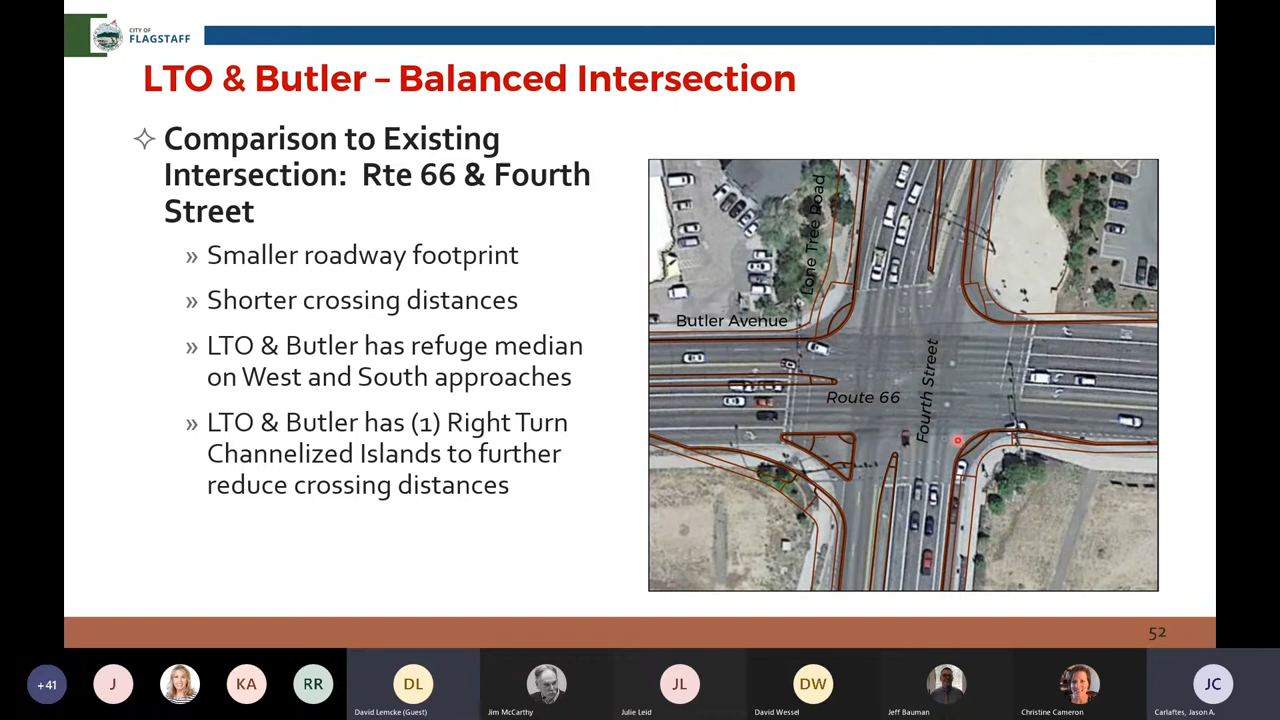 CITY OF
FLAGSTAFF
LTO & Butler – Balanced Intersection
Comparison to Existing
Intersection: Rte 66 & Fourth
Street
» Smaller roadway footprint
» Shorter crossing distances
» LTO & Butler has refuge median
on West and South approaches
» LTO & Butler has (1) Right Turn
Channelized Islands to further
reduce crossing distances
Lone Tree Road
Butler Avenue
Route 66
Fourth Street
52
+41
J
KA
RR
DL
JL
DW
JC
David Lemcke (Guest)
Jim McCarthy
Julie Leid
David Wessel
Jeff Bauman
Christine Cameron
Carlaftes, Jason A.